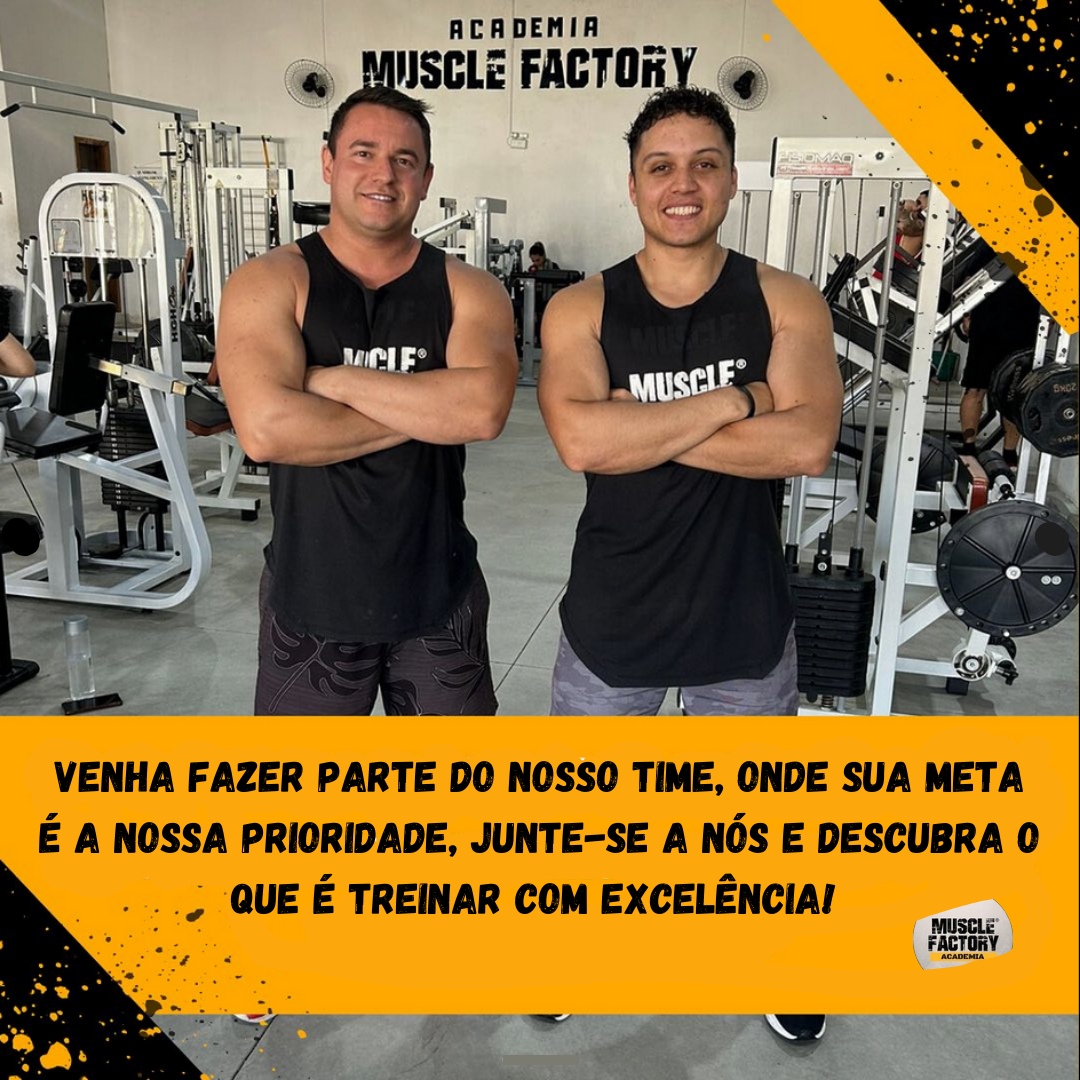 ACADEMIA
MUSCLE FACTORY
MUSCLE®
VENHA FAZER PARTE DO NOSSO TIME, ONDE SUA META
É A NOSSA PRIORIDADE, JUNTE-SE A NÓS E DESCUBRA O
QUE É TREINAR COM EXCELÊNCIA!
MUSCLE
FACTORY
ACADEMIA